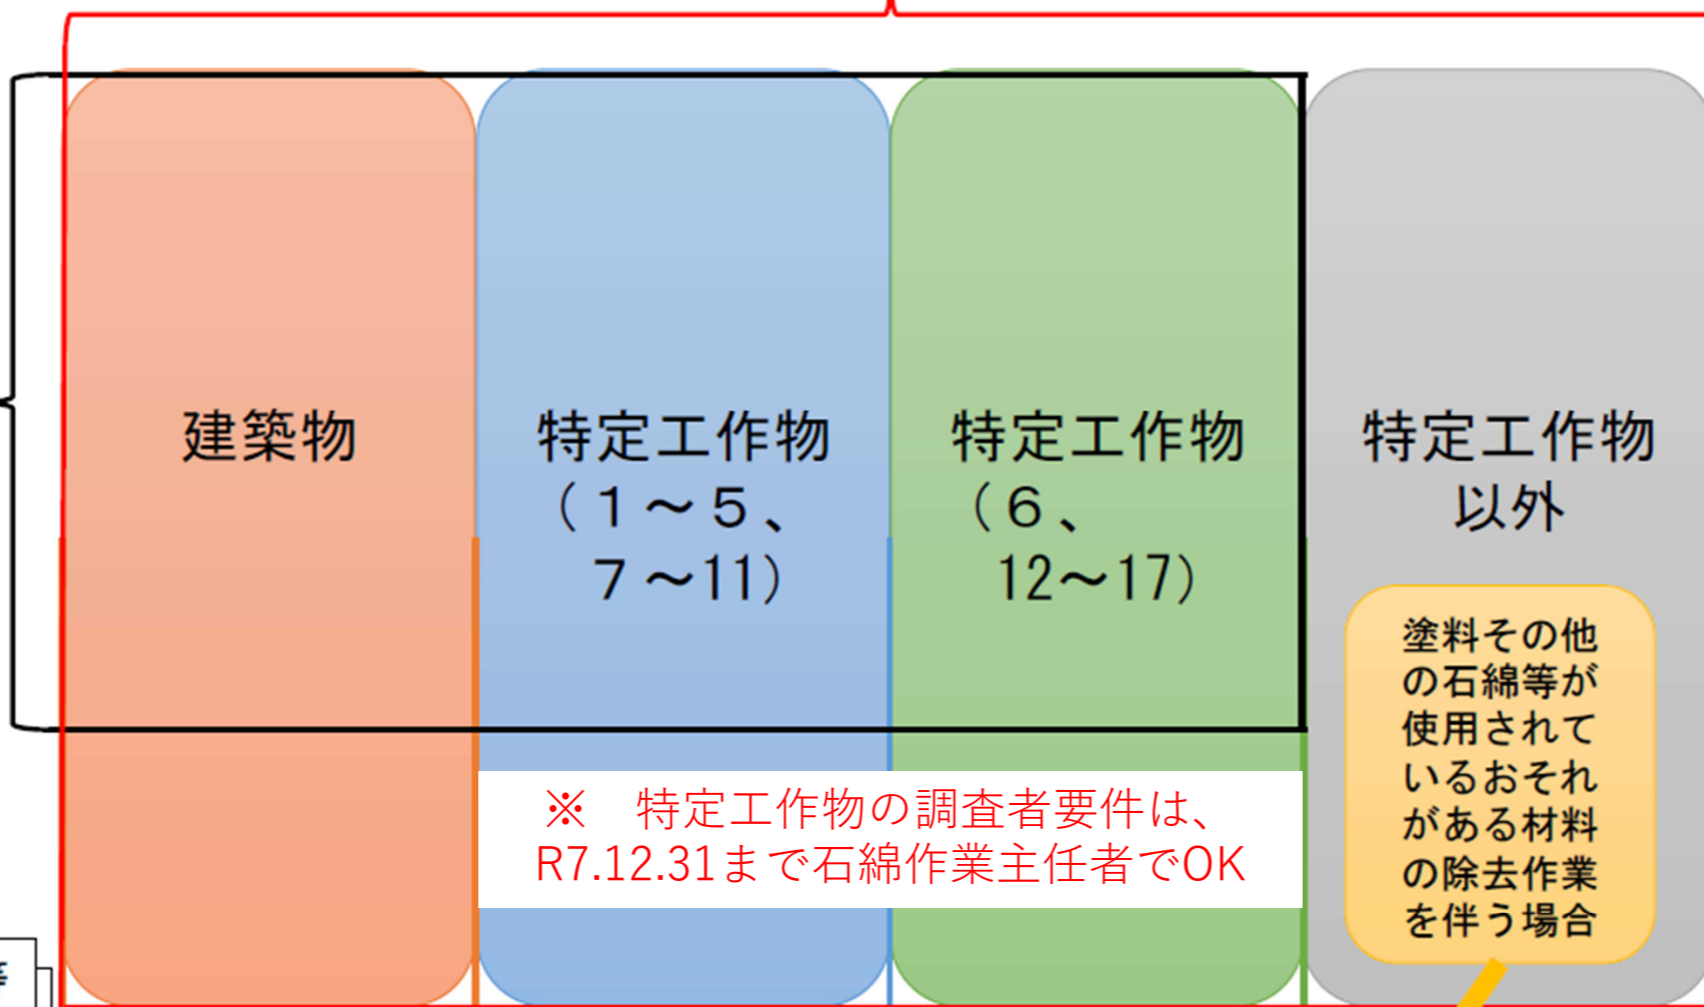 建築物
特定工作物
（１～５、
７～11）
特定工作物
（６、
12～17）
特定工作物
以外
塗料その他
の石綿等が
使用されて
いるおそれ
がある材料
の除去作業
を伴う場合
※　特定工作物の調査者要件は、
R7.12.31まで石綿作業主任者でOK
等